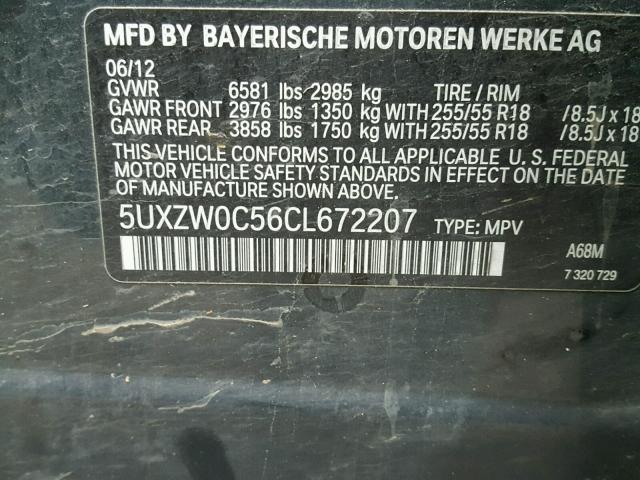 MFD BY BAYERISCHE MOTOREN WERKE AG
06/12
GVWR 6581 lbs 2985 kg TIRE / RIM
GAWR FRONT 2976 lbs 1350 kg WITH 255/55 R18 /8.5J x 18
GAWR REAR 3858 lbs 1750 kg WITH 255/55 R18 /8.5J x 18
THIS VEHICLE CONFORMS TO ALL APPLICABLE U. S. FEDERAL
MOTOR VEHICLE SAFETY STANDARDS IN EFFECT ON THE DATE
OF MANUFACTURE SHOWN ABOVE.
5UXZW0C56CL672207 TYPE: MPV
A68M
7 320 729